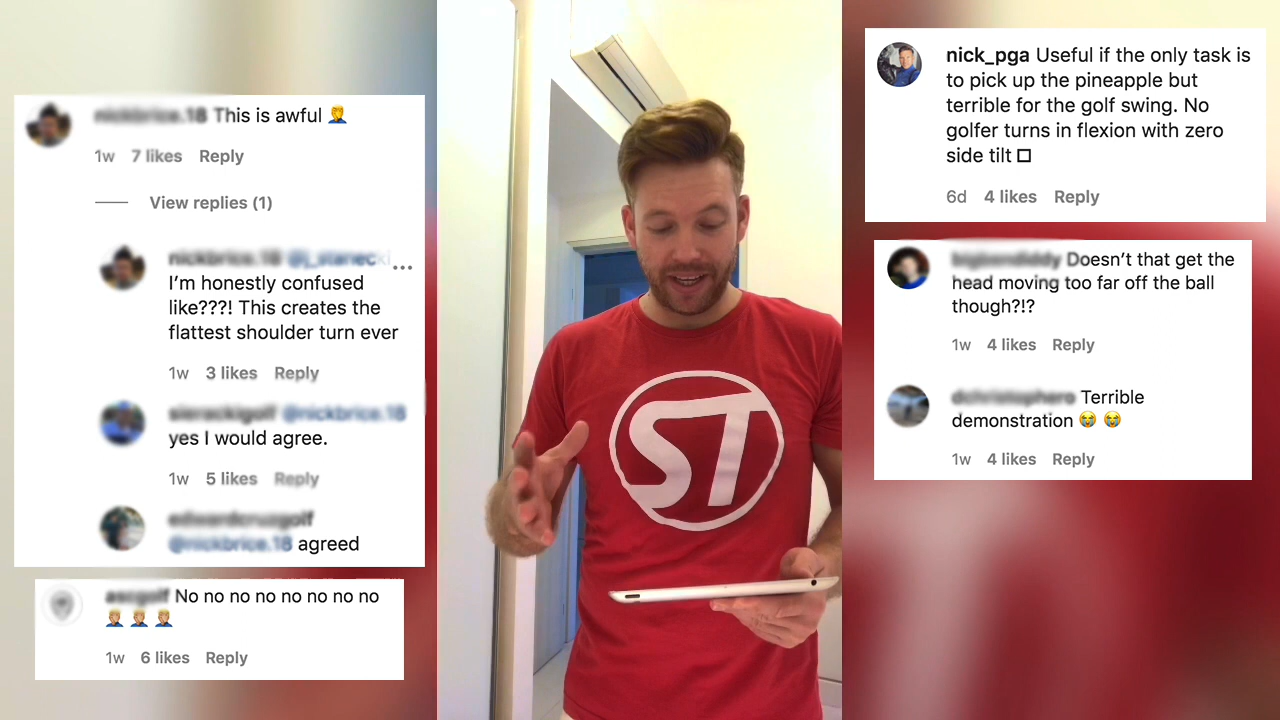 This is awful 🤦
1w 7 likes Reply
View replies (1)
I’m honestly confused
like???! This creates the
flattest shoulder turn ever
1w 3 likes Reply
@nickbrice.18
yes I would agree.
1w 5 likes Reply
@nickbrice.18 agreed
No no no no no no no no
🤦🤦🤦
1w 6 likes Reply
ST
nick_pga Useful if the only task is
to pick up the pineapple but
terrible for the golf swing. No
golfer turns in flexion with zero
side tilt □
6d 4 likes Reply
Doesn’t that get the
head moving too far off the ball
though?!?
1w 4 likes Reply
Terrible
demonstration 😭 😭
1w 4 likes Reply